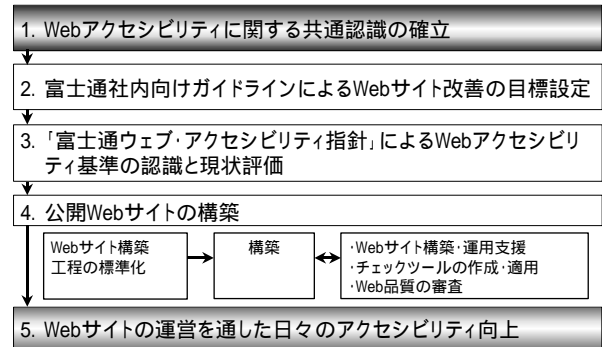 1. Webアクセシビリティに関する共通認識の確立
2. 富士通社内向けガイドラインによるWebサイト改善の目標設定
3. 「富士通ウェブ･アクセシビリティ指針」によるWebアクセシビリ
ティ基準の認識と現状評価
4. 公開Webサイトの構築
Webサイト構築
工程の標準化
構築
･Webサイト構築･運用支援
･チェックツールの作成･適用
･Web品質の審査
5. Webサイトの運営を通した日々のアクセシビリティ向上